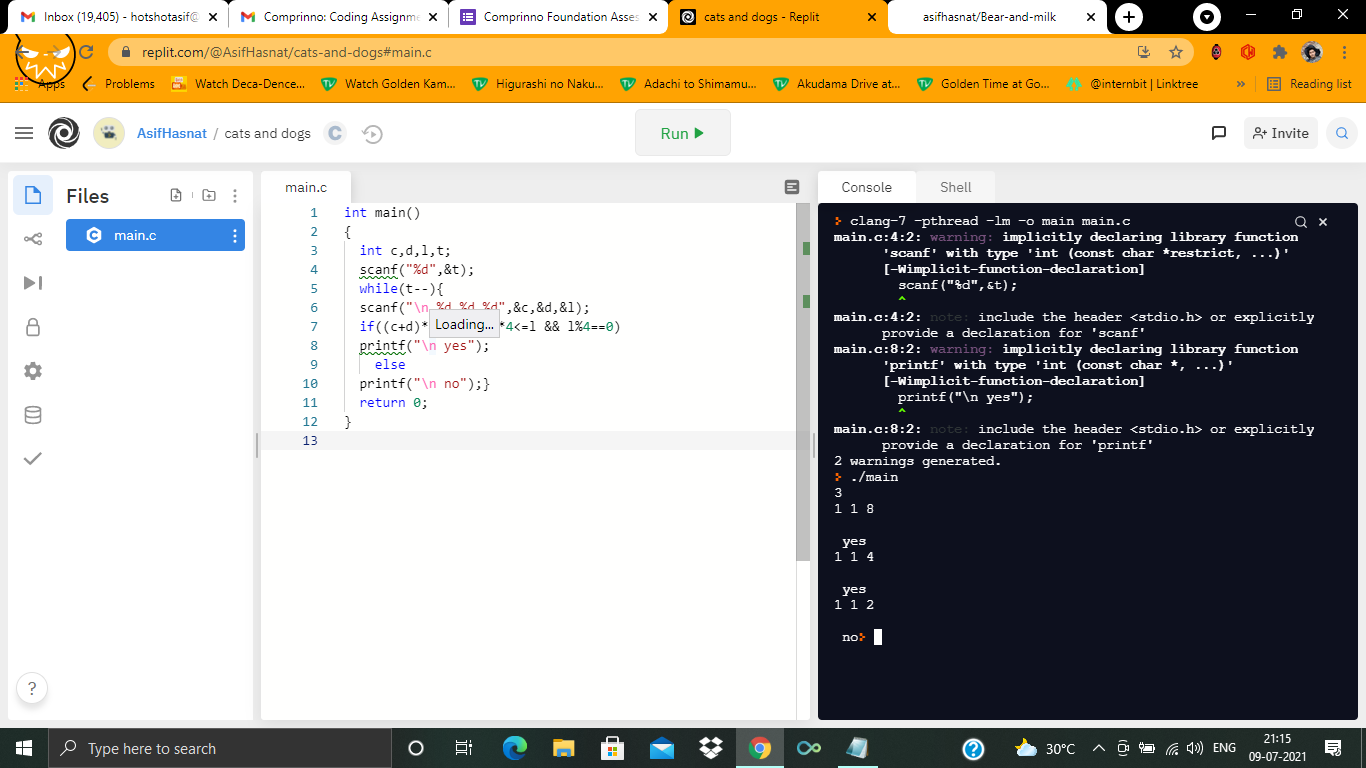 Inbox (19,405) - hotshotasif@
Comprinno: Coding Assignme
Comprinno Foundation Asses
cats and dogs - Replit
asifhasnat/Bear-and-milk
replit.com/@AsifHasnat/cats-and-dogs#main.c
Apps
Problems
Watch Deca-Dence...
Watch Golden Kam...
Higurashi no Naku...
Adachi to Shimamu...
Akudama Drive at...
Golden Time at Go...
@internbit | Linktree
»
Reading list
AsifHasnat / cats and dogs
C
Run
Invite
Files
main.c
main.c
1 int main()
2 {
3 int c,d,l,t;
4 scanf("%d",&t);
5 while(t--){
6 scanf("\n %d %d %d",&c,&d,&l);
7 if((c+d)* Loading... *4<=l && l%4==0)
8 printf("\n yes");
9 else
10 printf("\n no");}
11 return 0;
12 }
13
?
Console
Shell
clang-7 -pthread -lm -o main main.c
main.c:4:2: warning: implicitly declaring library function
'scanf' with type 'int (const char *restrict, ...)'
[-Wimplicit-function-declaration]
scanf("%d",&t);
^
main.c:4:2: note: include the header <stdio.h> or explicitly
provide a declaration for 'scanf'
main.c:8:2: warning: implicitly declaring library function
'printf' with type 'int (const char *, ...)'
[-Wimplicit-function-declaration]
printf("\n yes");
^
main.c:8:2: note: include the header <stdio.h> or explicitly
provide a declaration for 'printf'
2 warnings generated.
./main
3
1 1 8
yes
1 1 4
yes
1 1 2
no
Type here to search
30°C
ENG
21:15
09-07-2021